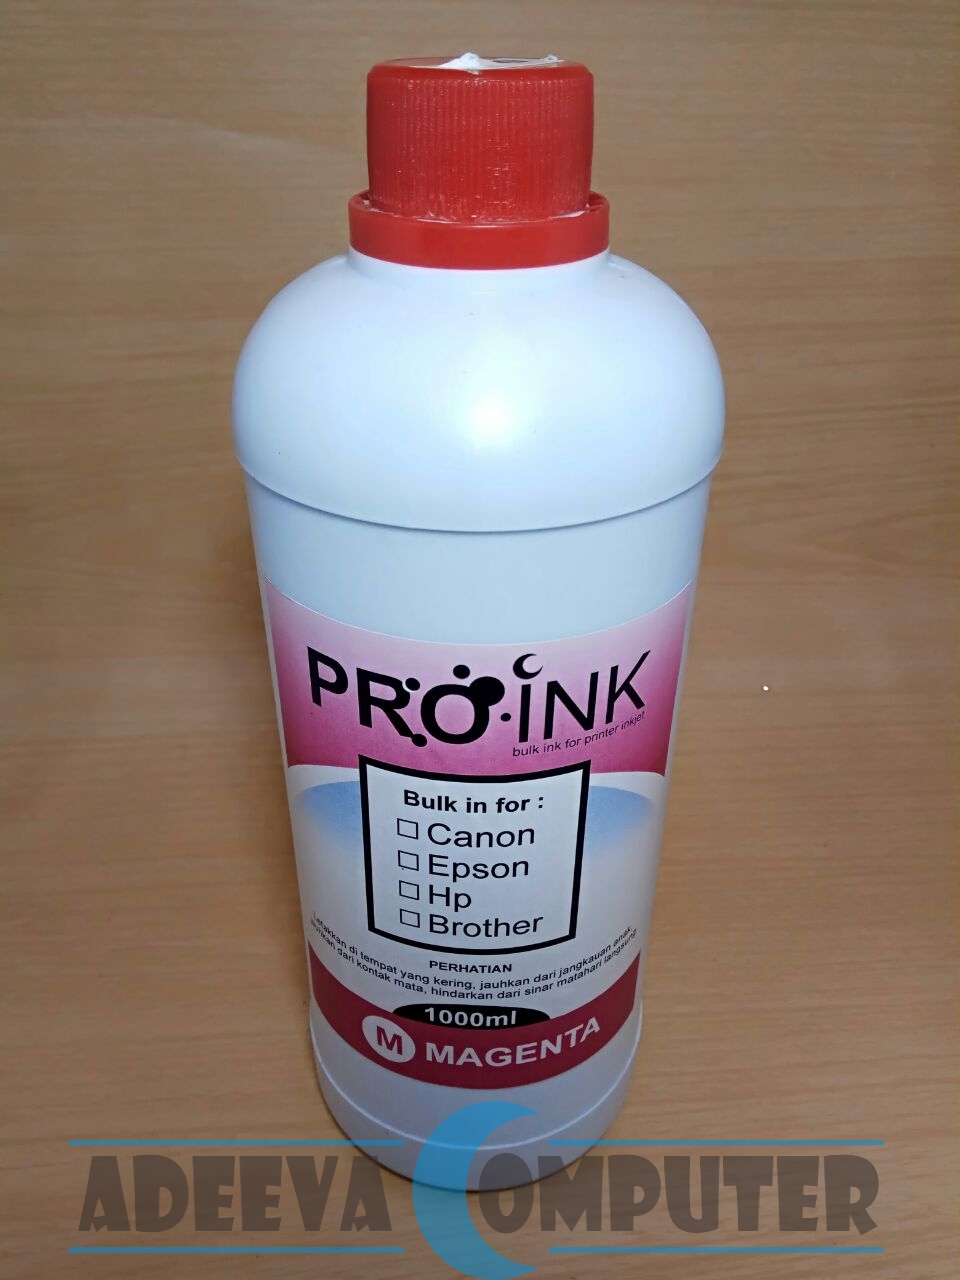 PRO INK
bulk ink for printer inkjet
Bulk in for :
Canon
Epson
Hp
Brother
PERHATIAN
Letakkan di tempat yang kering, jauhkan dari jangkauan anak,
jauhkan dari kontak mata, hindarkan dari sinar matahari langsung
1000ml
M MAGENTA
ADEEVA COMPUTER